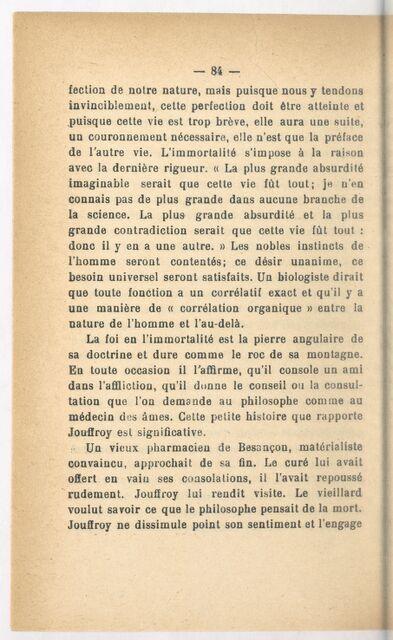 — 84 —
fection de notre nature, mais puisque nous y tendons
invinciblement, cette perfection doit être atteinte et
puisque cette vie est trop brève, elle aura une suite,
un couronnement nécessaire, elle n'est que la préface
de l'autre vie. L'immortalité s'impose à la raison
avec la dernière rigueur. « La plus grande absurdité
imaginable serait que cette vie fût tout; je n'en
connais pas de plus grande dans aucune branche de
la science. La plus grande absurdité et la plus
grande contradiction serait que cette vie fût tout :
donc il y en a une autre. » Les nobles instincts de
l'homme seront contentés; ce désir unanime, ce
besoin universel seront satisfaits. Un biologiste dirait
que toute fonction a un corrélatif exact et qu'il y a
une manière de « corrélation organique » entre la
nature de l'homme et l'au-delà.
La foi en l'immortalité est la pierre angulaire de
sa doctrine et dure comme le roc de sa montagne.
En toute occasion il l'affirme, qu'il console un ami
dans l'affliction, qu'il donne le conseil ou la consul-
tation que l'on demande au philosophe comme au
médecin des âmes. Cette petite histoire que rapporte
Jouffroy est significative.
Un vieux pharmacien de Besançon, matérialiste
convaincu, approchait de sa fin. Le curé lui avait
offert en vain ses consolations, il l'avait repoussé
rudement. Jouffroy lui rendit visite. Le vieillard
voulut savoir ce que le philosophe pensait de la mort.
Jouffroy ne dissimule point son sentiment et l'engage